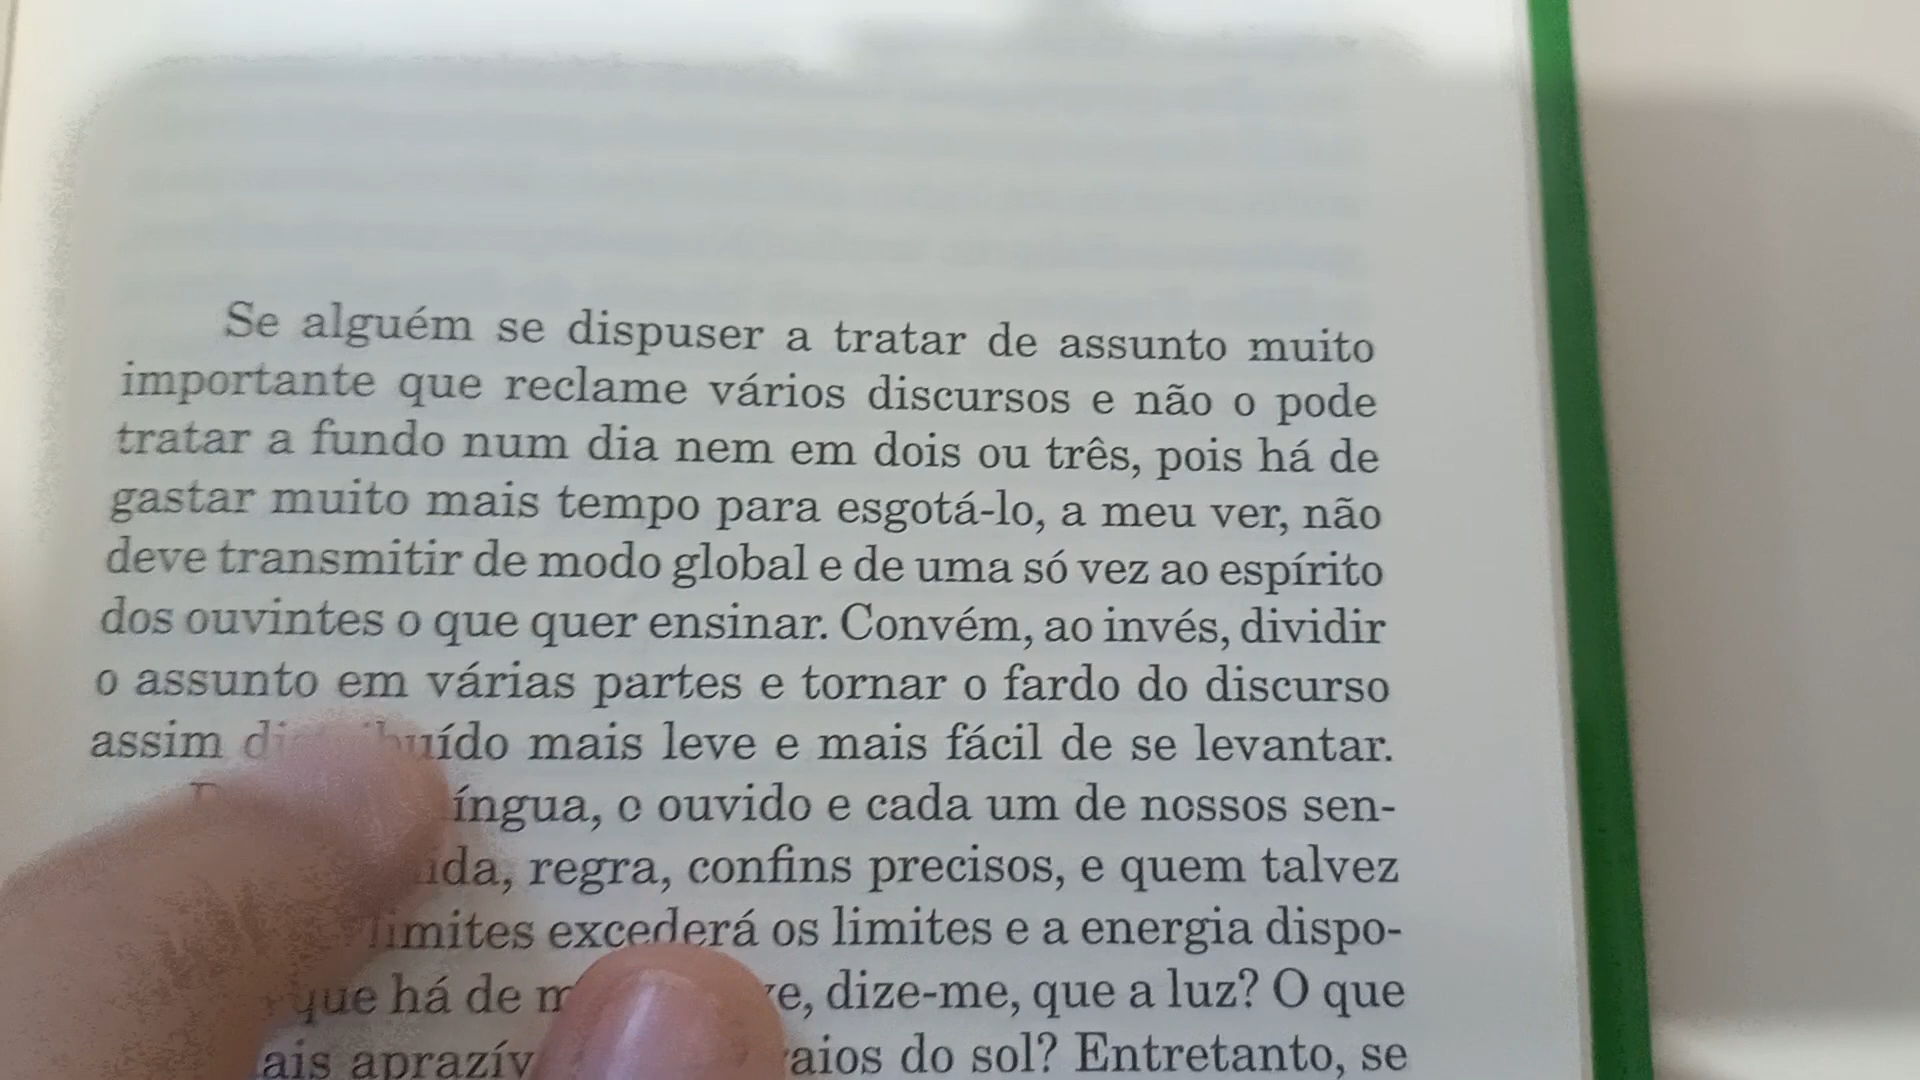 Se alguém se dispuser a tratar de assunto muito
importante que reclame vários discursos e não o pode
tratar a fundo num dia nem em dois ou três, pois há de
gastar muito mais tempo para esgotá-lo, a meu ver, não
deve transmitir de modo global e de uma só vez ao espírito
dos ouvintes o que quer ensinar. Convém, ao invés, dividir
o assunto em várias partes e tornar o fardo do discurso
assim distribuído mais leve e mais fácil de se levantar.
o ouvido e cada um de nossos sen-
regra, confins precisos, e quem talvez
limites excederá os limites e a energia dispo-
que há de dize-me, que a luz? O que
do sol? Entretanto, se